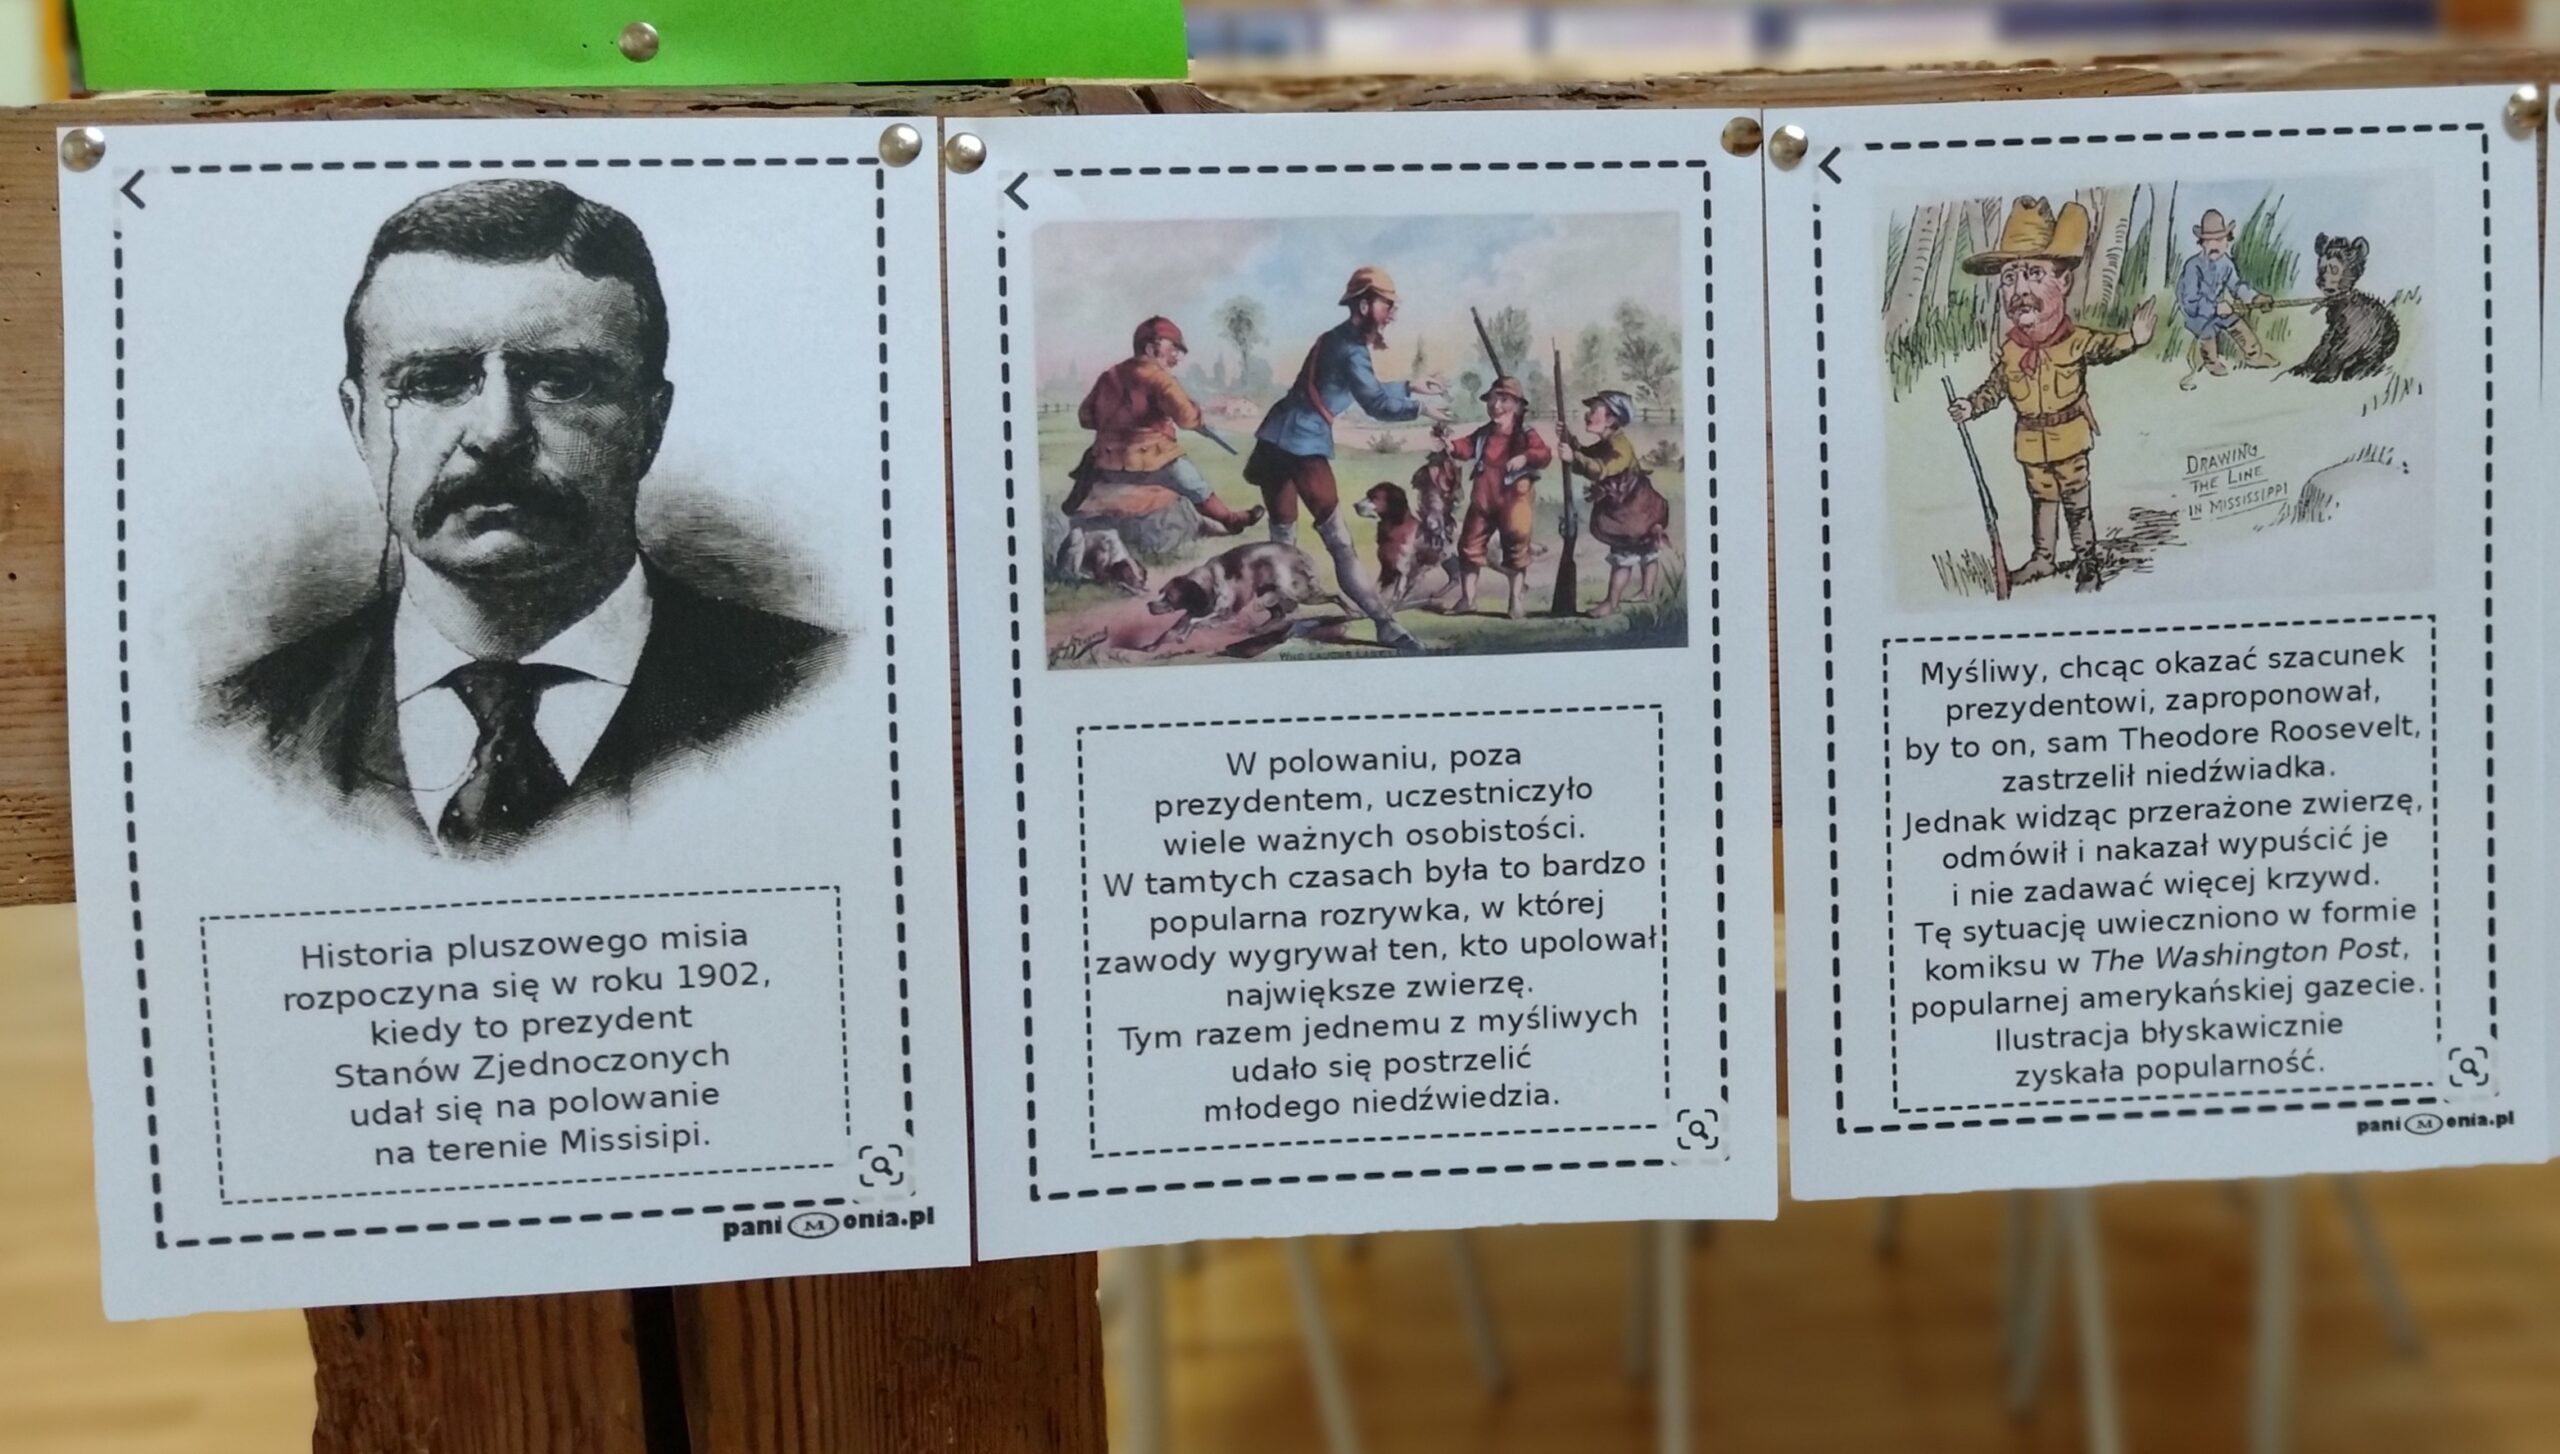 Historia pluszowego misia
rozpoczyna się w roku 1902,
kiedy to prezydent
Stanów Zjednoczonych
udał się na polowanie
na terenie Missisipi.
pani M onia.pl
W polowaniu, poza
prezydentem, uczestniczyło
wiele ważnych osobistości.
W tamtych czasach była to bardzo
popularna rozrywka, w której
zawody wygrywał ten, kto upolował
największe zwierzę.
Tym razem jednemu z myśliwych
udało się postrzelić
młodego niedźwiedzia.
DRAWING
THE LINE
IN MISSISSIPPI
Myśliwy, chcąc okazać szacunek
prezydentowi, zaproponował,
by to on, sam Theodore Roosevelt,
zastrzelił niedźwiadka.
Jednak widząc przerażone zwierzę,
odmówił i nakazał wypuścić je
i nie zadawać więcej krzywd.
Tę sytuację uwieczniono w formie
komiksu w The Washington Post,
popularnej amerykańskiej gazecie.
Ilustracja błyskawicznie
zyskała popularność.
pani M onia.pl